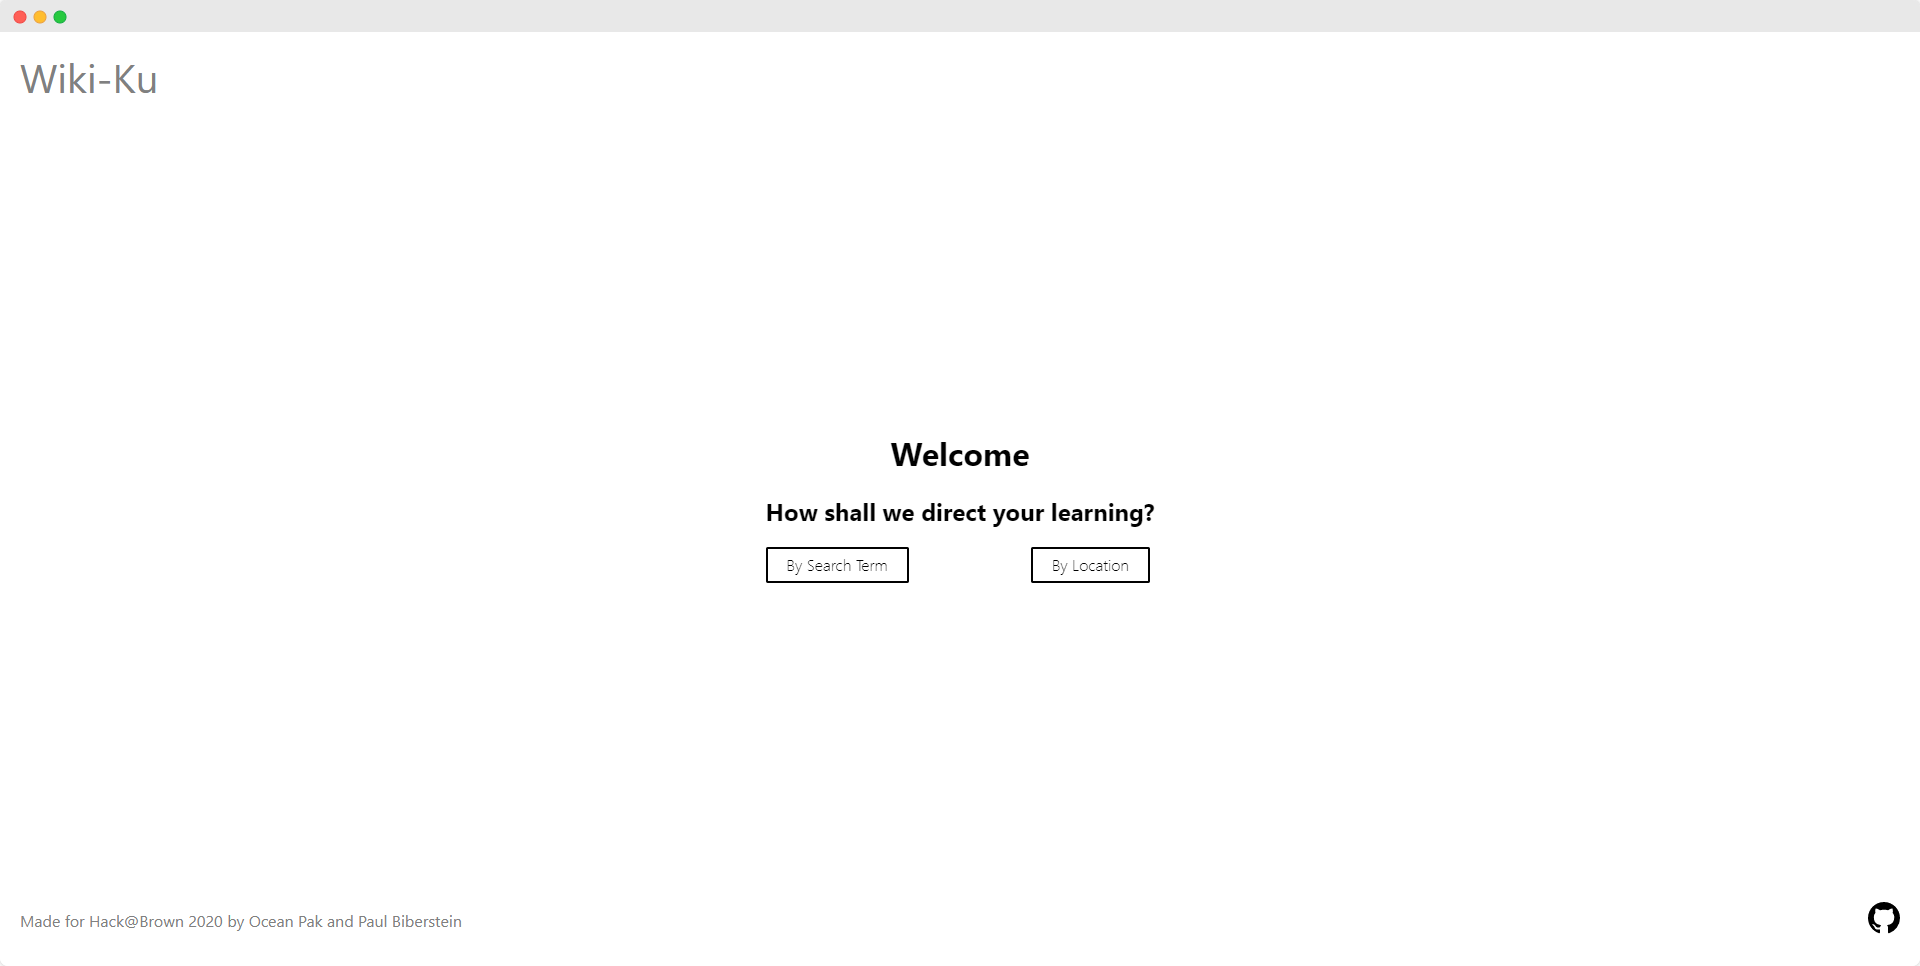 Wiki-Ku
Welcome
How shall we direct your learning?
By Search Term
By Location
Made for Hack@Brown 2020 by Ocean Pak and Paul Biberstein